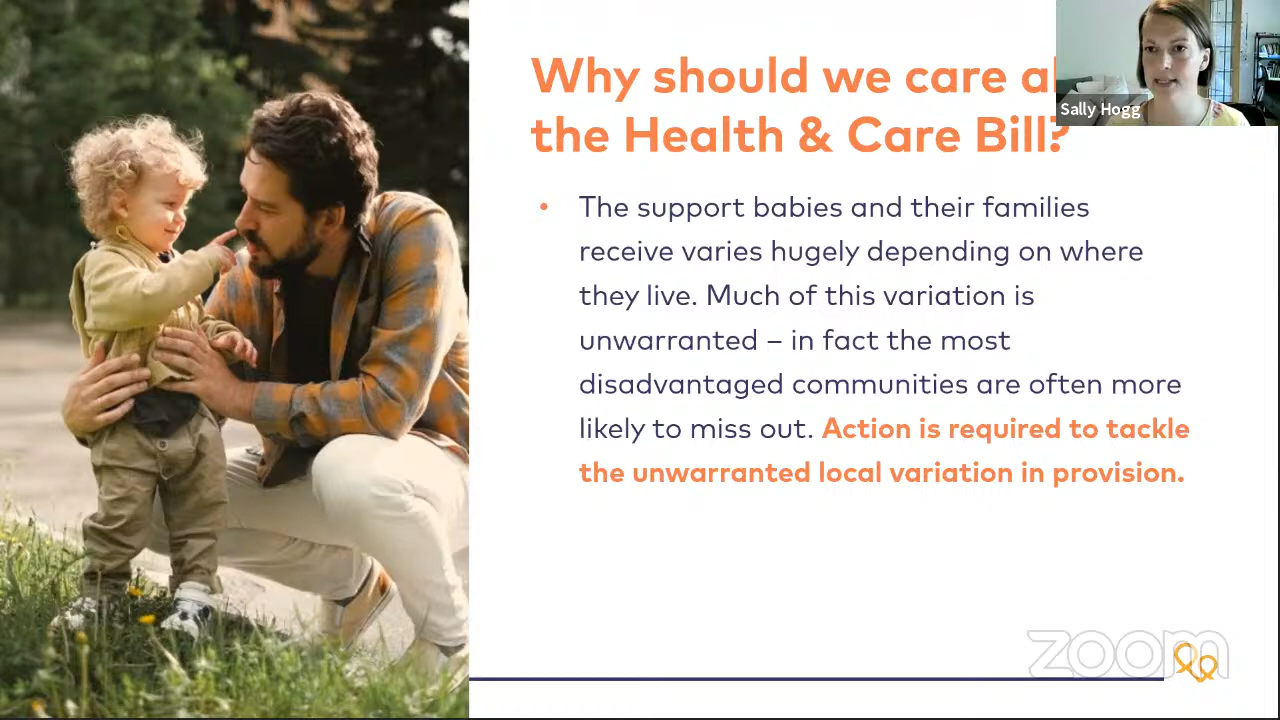 Why should we care
the Health & Care Bill?
Sally Hogg
• The support babies and their families
receive varies hugely depending on where
they live. Much of this variation is
unwarranted – in fact the most
disadvantaged communities are often more
likely to miss out. Action is required to tackle
the unwarranted local variation in provision.
zoom